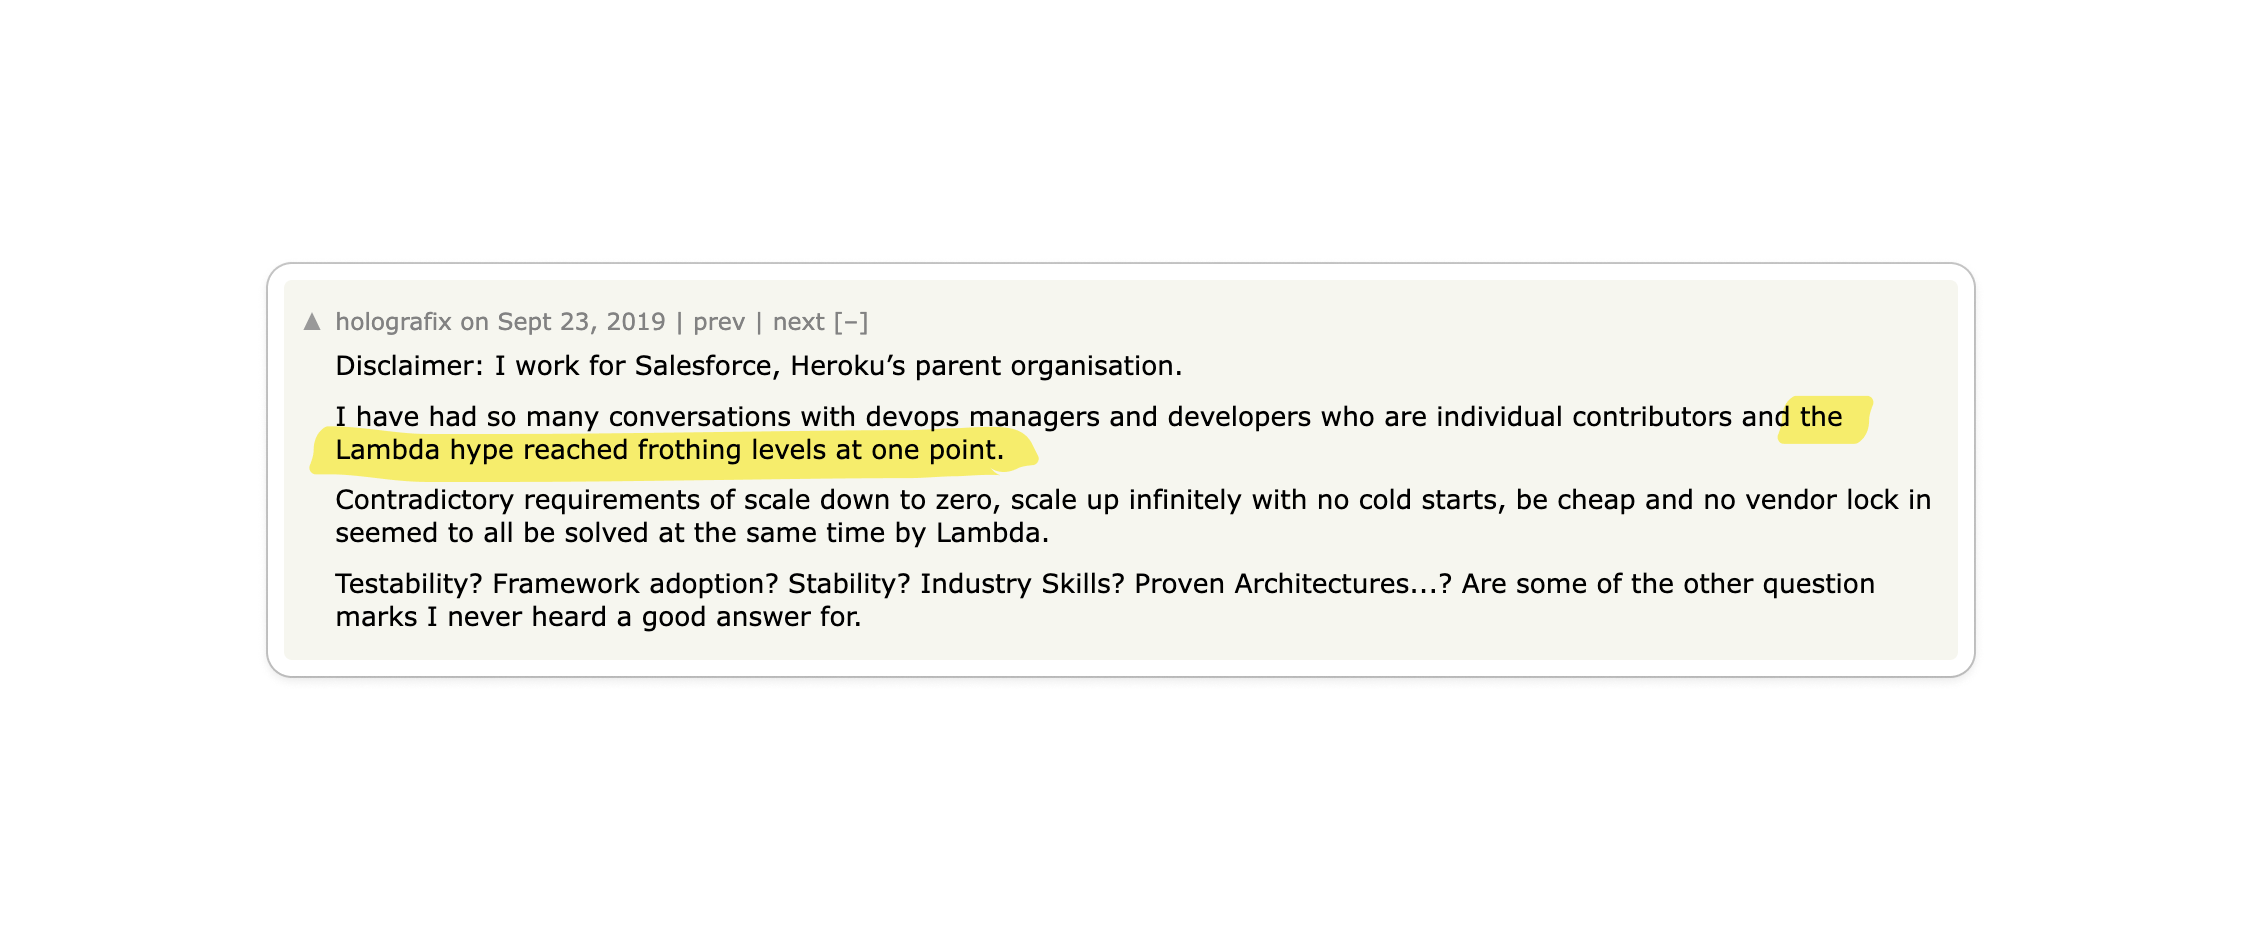 ▲ holografix on Sept 23, 2019 | prev | next [–]
Disclaimer: I work for Salesforce, Heroku’s parent organisation.
I have had so many conversations with devops managers and developers who are individual contributors and the
Lambda hype reached frothing levels at one point.
Contradictory requirements of scale down to zero, scale up infinitely with no cold starts, be cheap and no vendor lock in
seemed to all be solved at the same time by Lambda.
Testability? Framework adoption? Stability? Industry Skills? Proven Architectures...? Are some of the other question
marks I never heard a good answer for.